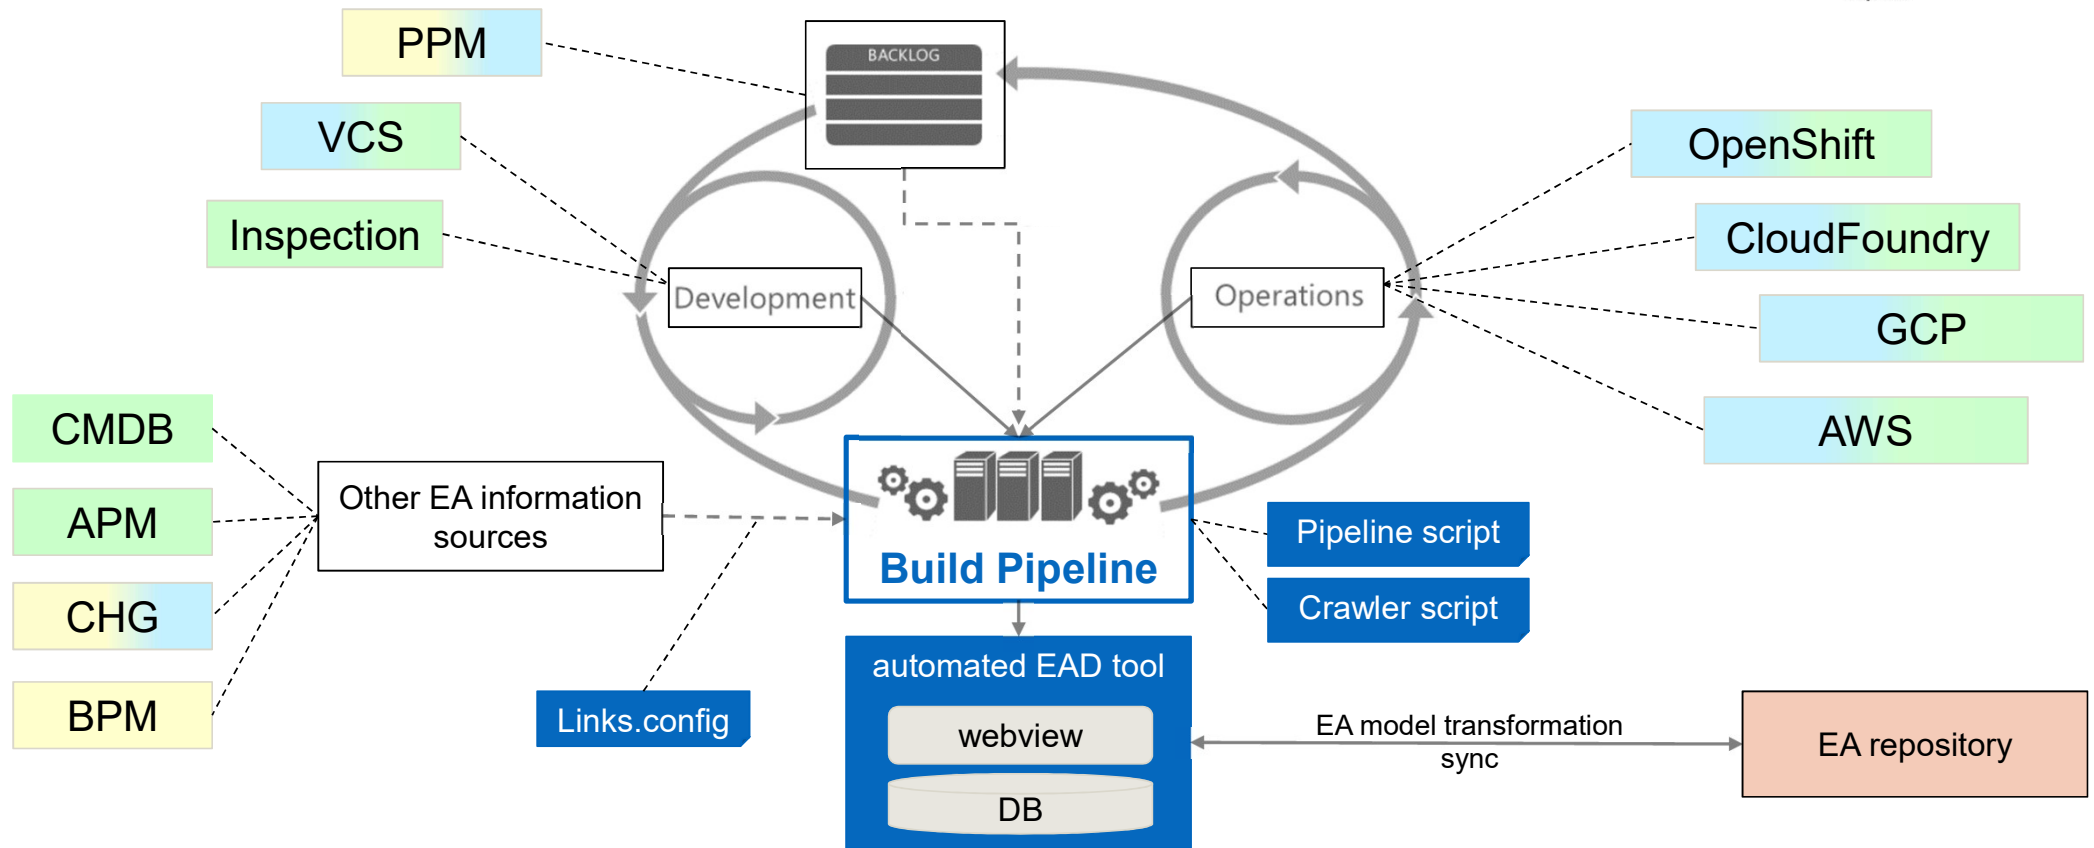 PPM
BACKLOG
VCS
OpenShift
Inspection
CloudFoundry
Development
Operations
GCP
CMDB
AWS
Other EA information
sources
APM
Pipeline script
Build Pipeline
CHG
Crawler script
automated EAD tool
BPM
Links.config
webview
EA model transformation
sync
EA repository
DB